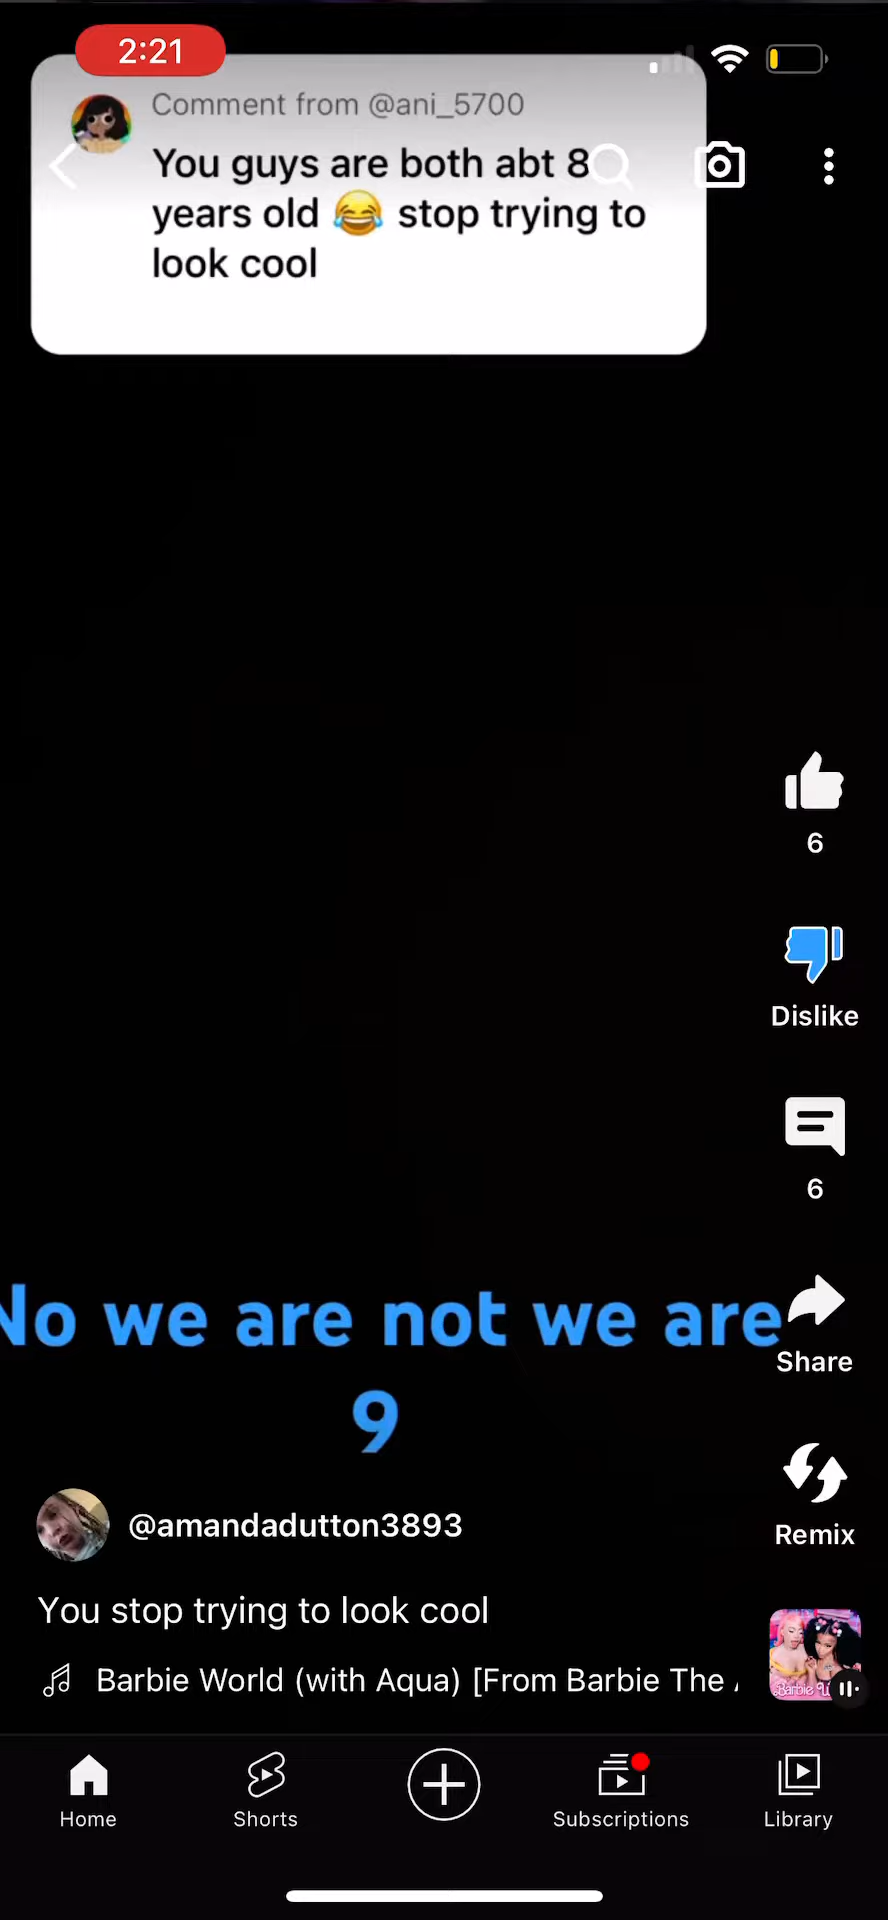 2:21
Comment from @ani_5700
You guys are both abt 8
years old 😂 stop trying to
look cool
6
Dislike
6
No we are not we are
9
Share
@amandadutton3893
Remix
You stop trying to look cool
Barbie World (with Aqua) [From Barbie The
Barbie
Home
Shorts
Subscriptions
Library